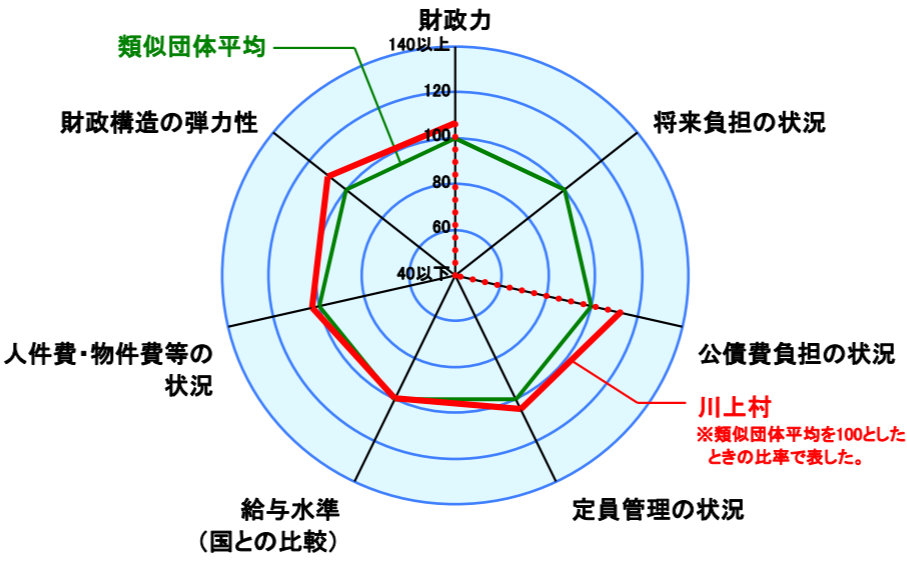 財政力
140以上
類似団体平均
120
財政構造の弾力性
将来負担の状況
100
80
60
40以下
人件費・物件費等の
状況
公債費負担の状況
川上村
※類似団体平均を100とした
ときの比率で表した。
給与水準
（国との比較）
定員管理の状況